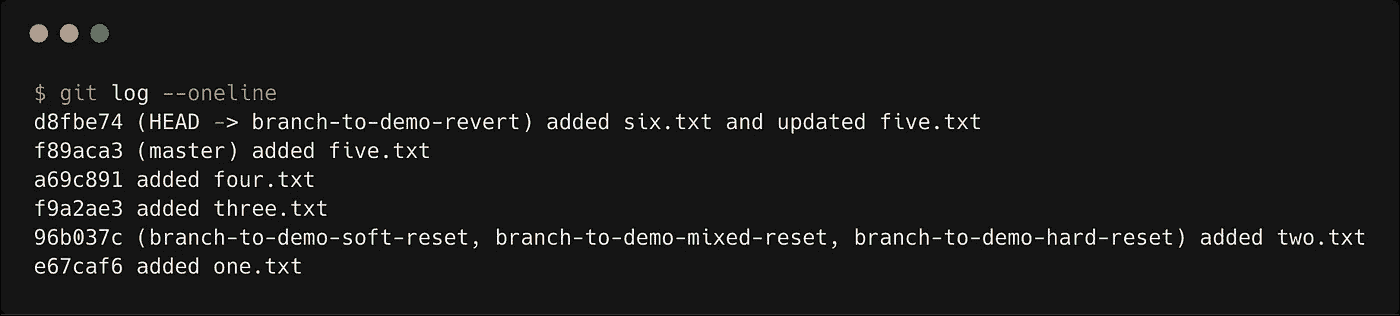 $ git log --oneline
d8fbe74 (HEAD -> branch-to-demo-revert) added six.txt and updated five.txt
f89aca3 (master) added five.txt
a69c891 added four.txt
f9a2ae3 added three.txt
96b037c (branch-to-demo-soft-reset, branch-to-demo-mixed-reset, branch-to-demo-hard-reset) added two.txt
e67caf6 added one.txt